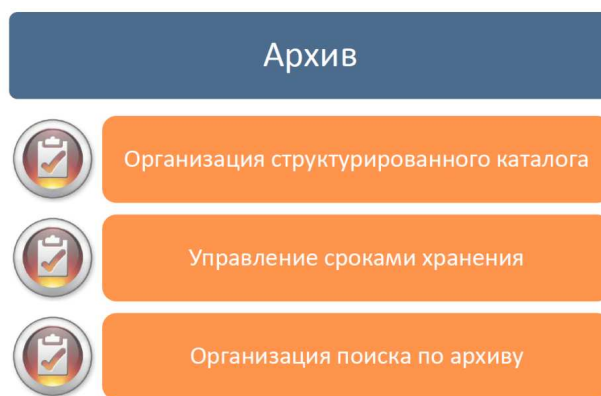 Архив
Организация структурированного каталога
Управление сроками хранения
Организация поиска по архиву